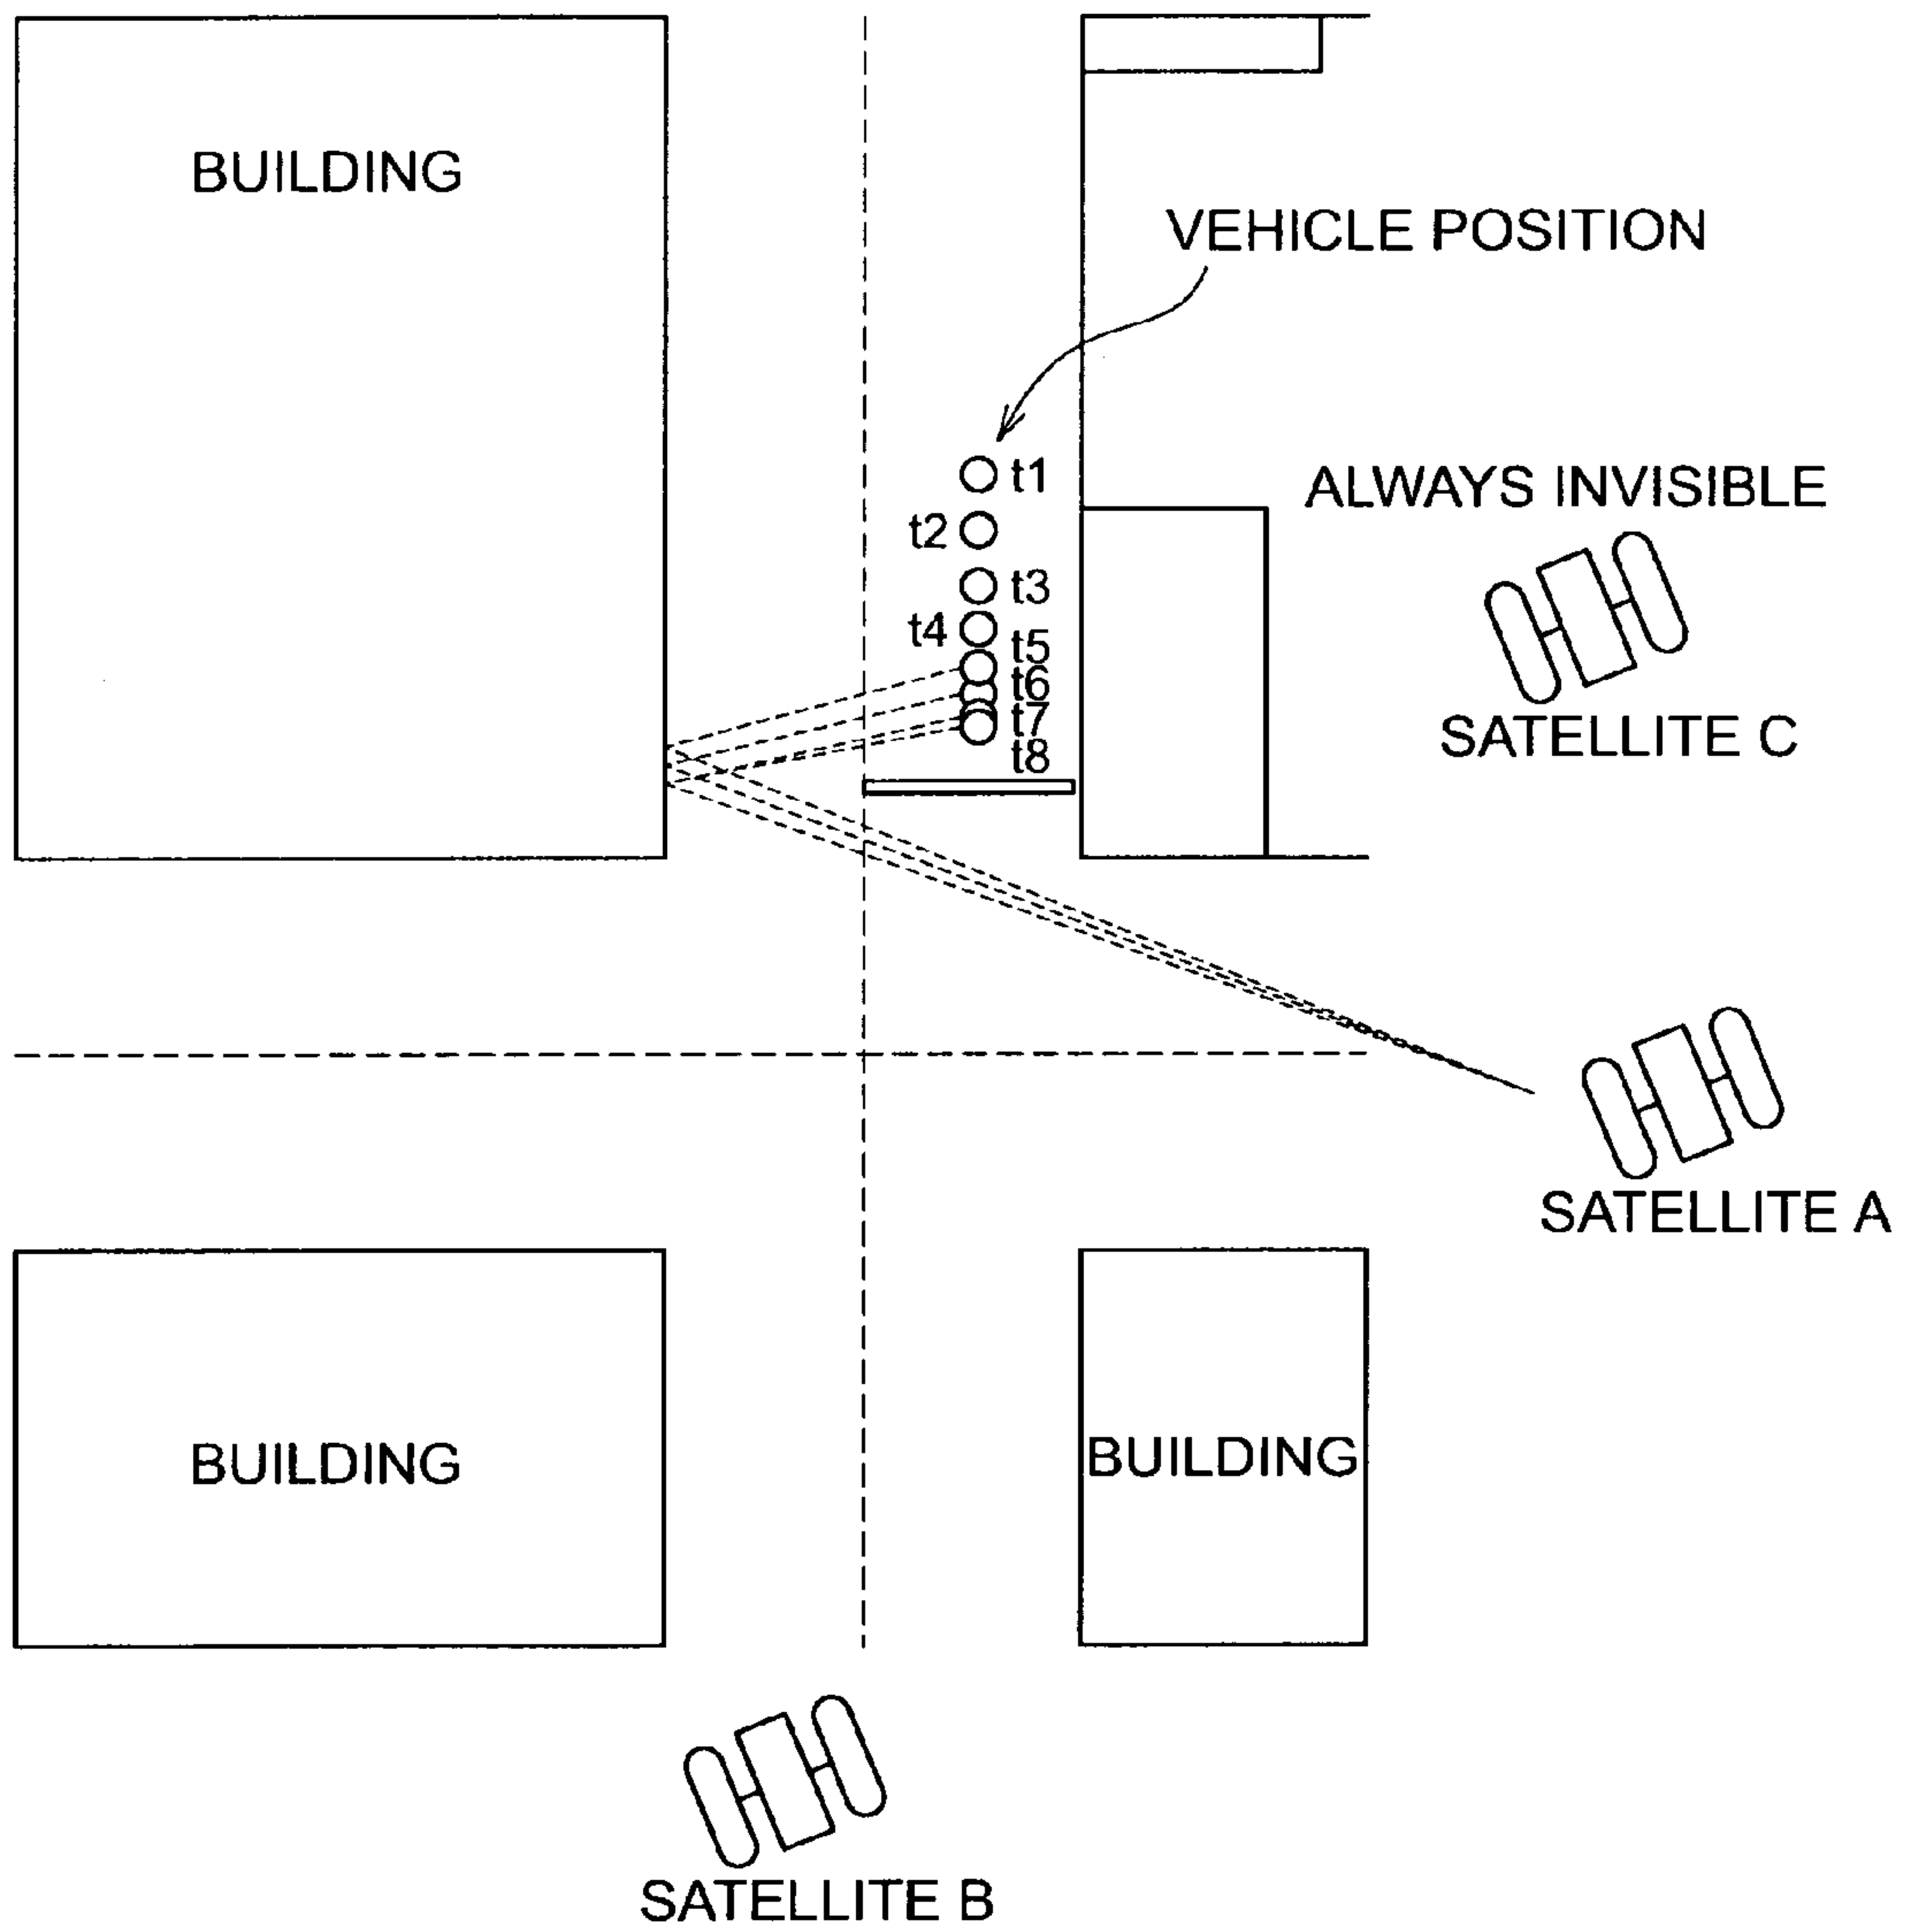 BUILDING
VEHICLE POSITION
t1
ALWAYS INVISIBLE
t2
t3
t4
t5
t6
t7
SATELLITE C
t8
SATELLITE A
BUILDING
BUILDING
SATELLITE B